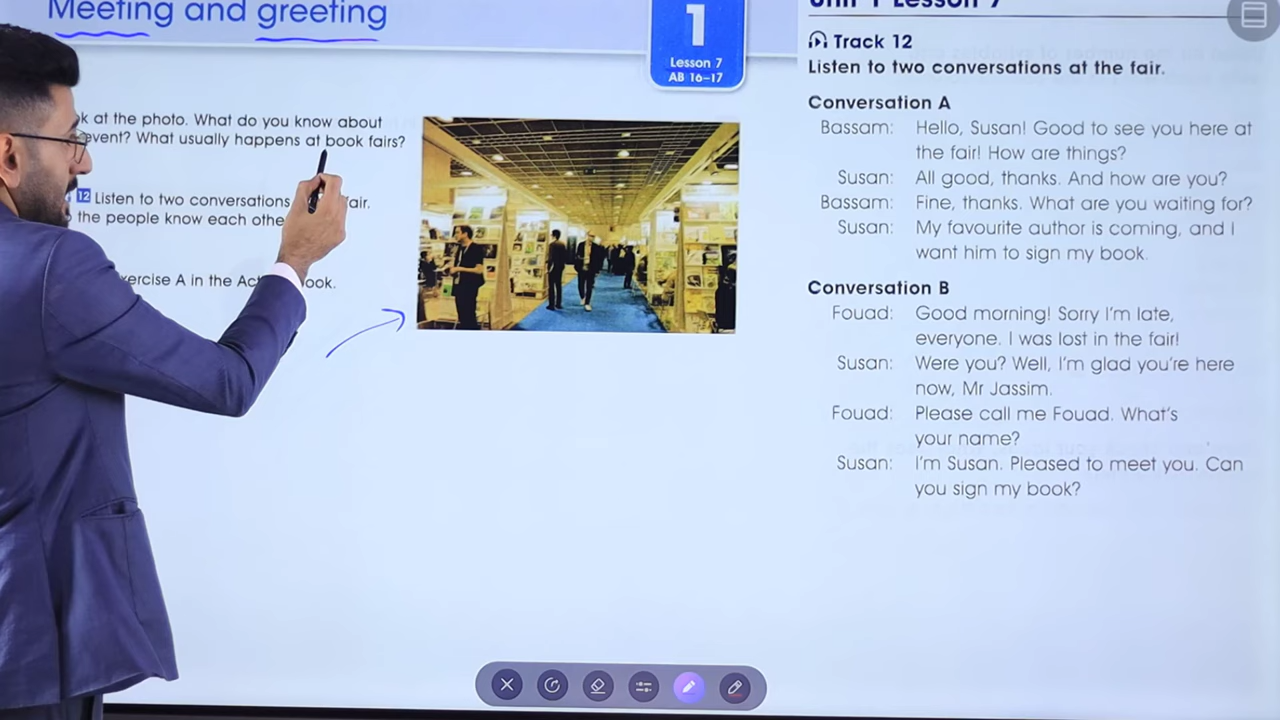 Meeting and greeting
1
Lesson 7
AB 16–17
at the photo. What do you know about
event? What usually happens at book fairs?
12 Listen to two conversations fair.
the people know each
A in the
Unit 1 Lesson 7
Track 12
Listen to two conversations at the fair.
Conversation A
Bassam: Hello, Susan! Good to see you here at
the fair! How are things?
Susan: All good, thanks. And how are you?
Bassam: Fine, thanks. What are you waiting for?
Susan: My favourite author is coming, and I
want him to sign my book.
Conversation B
Fouad: Good morning! Sorry I'm late,
everyone. I was lost in the fair!
Susan: Were you? Well, I'm glad you're here
now, Mr Jassim.
Fouad: Please call me Fouad. What's
your name?
Susan: I'm Susan. Pleased to meet you. Can
you sign my book?